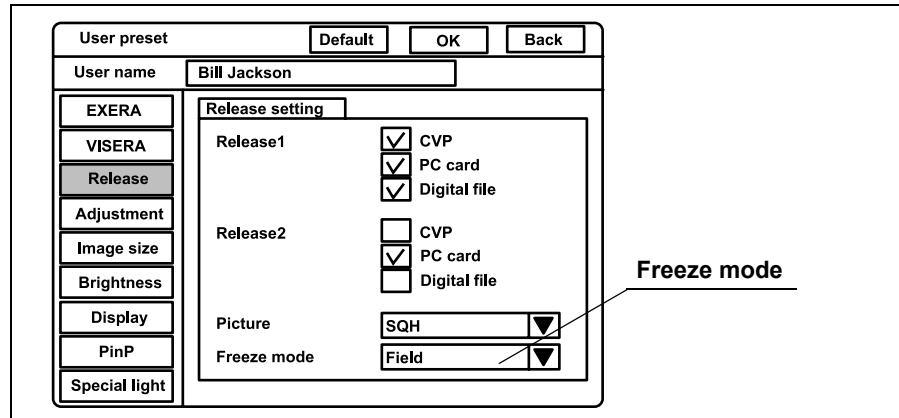 User preset Default OK Back
User name Bill Jackson
EXERA
VISERA
Release
Adjustment
Image size
Brightness
Display
PinP
Special light
Release setting
Release1 CVP
PC card
Digital file
Release2 CVP
PC card
Digital file
Picture SQH
Freeze mode Field
Freeze mode